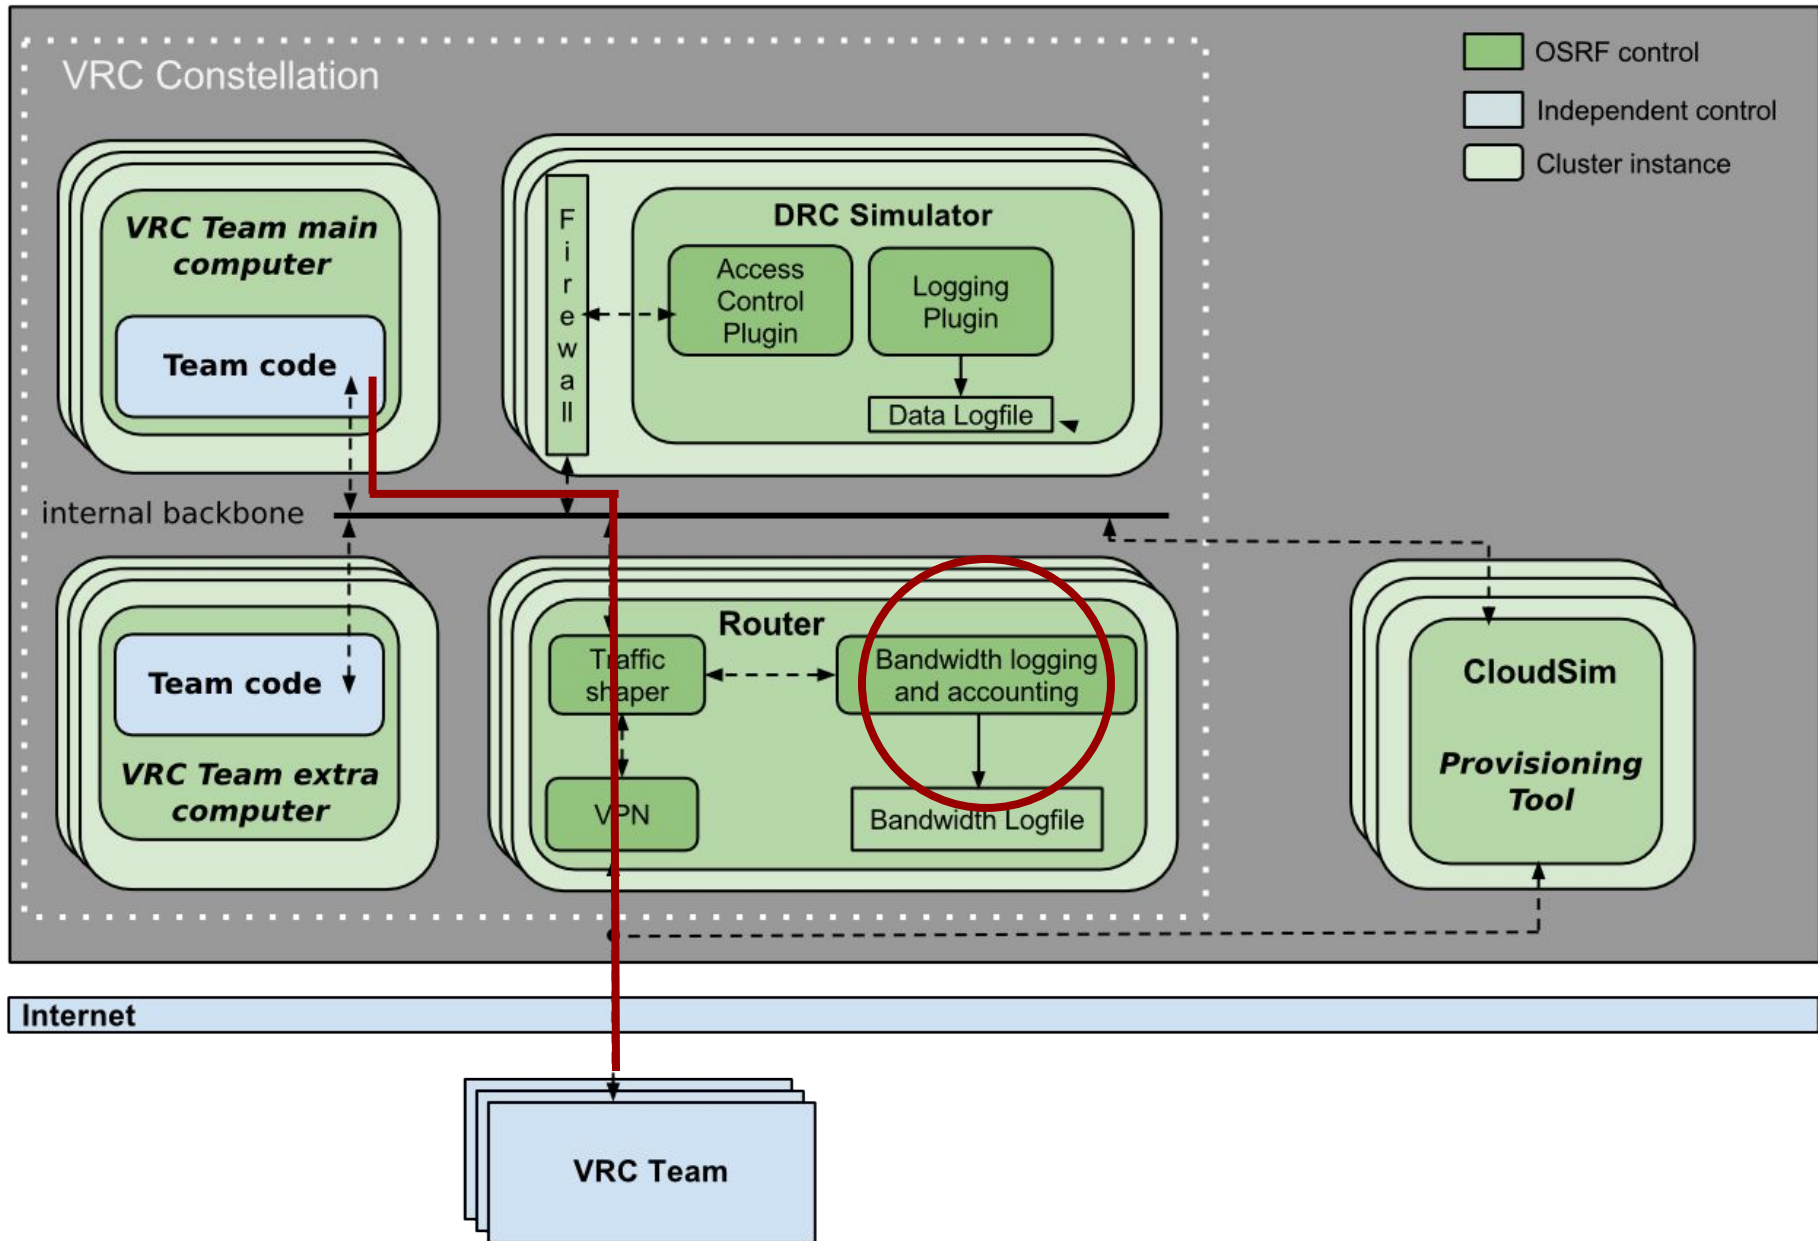 VRC Constellation
OSRF control
Independent control
Cluster instance
VRC Team main
computer
Team code
Firewall
DRC Simulator
Access
Control
Plugin
Logging
Plugin
Data Logfile
internal backbone
Team code
VRC Team extra
computer
Router
Traffic
shaper
Bandwidth logging
and accounting
VPN
Bandwidth Logfile
CloudSim
Provisioning
Tool
Internet
VRC Team